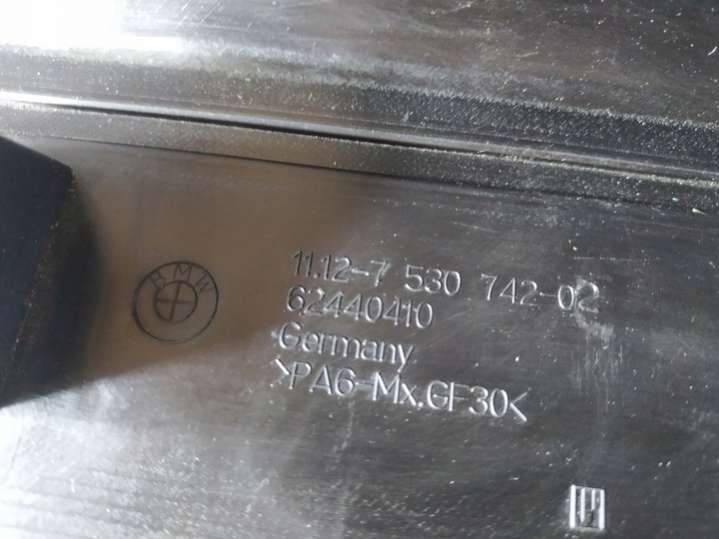 BMW
11.12-7 530 742-02
62440410
Germany
>PA6-Mx.GF30<